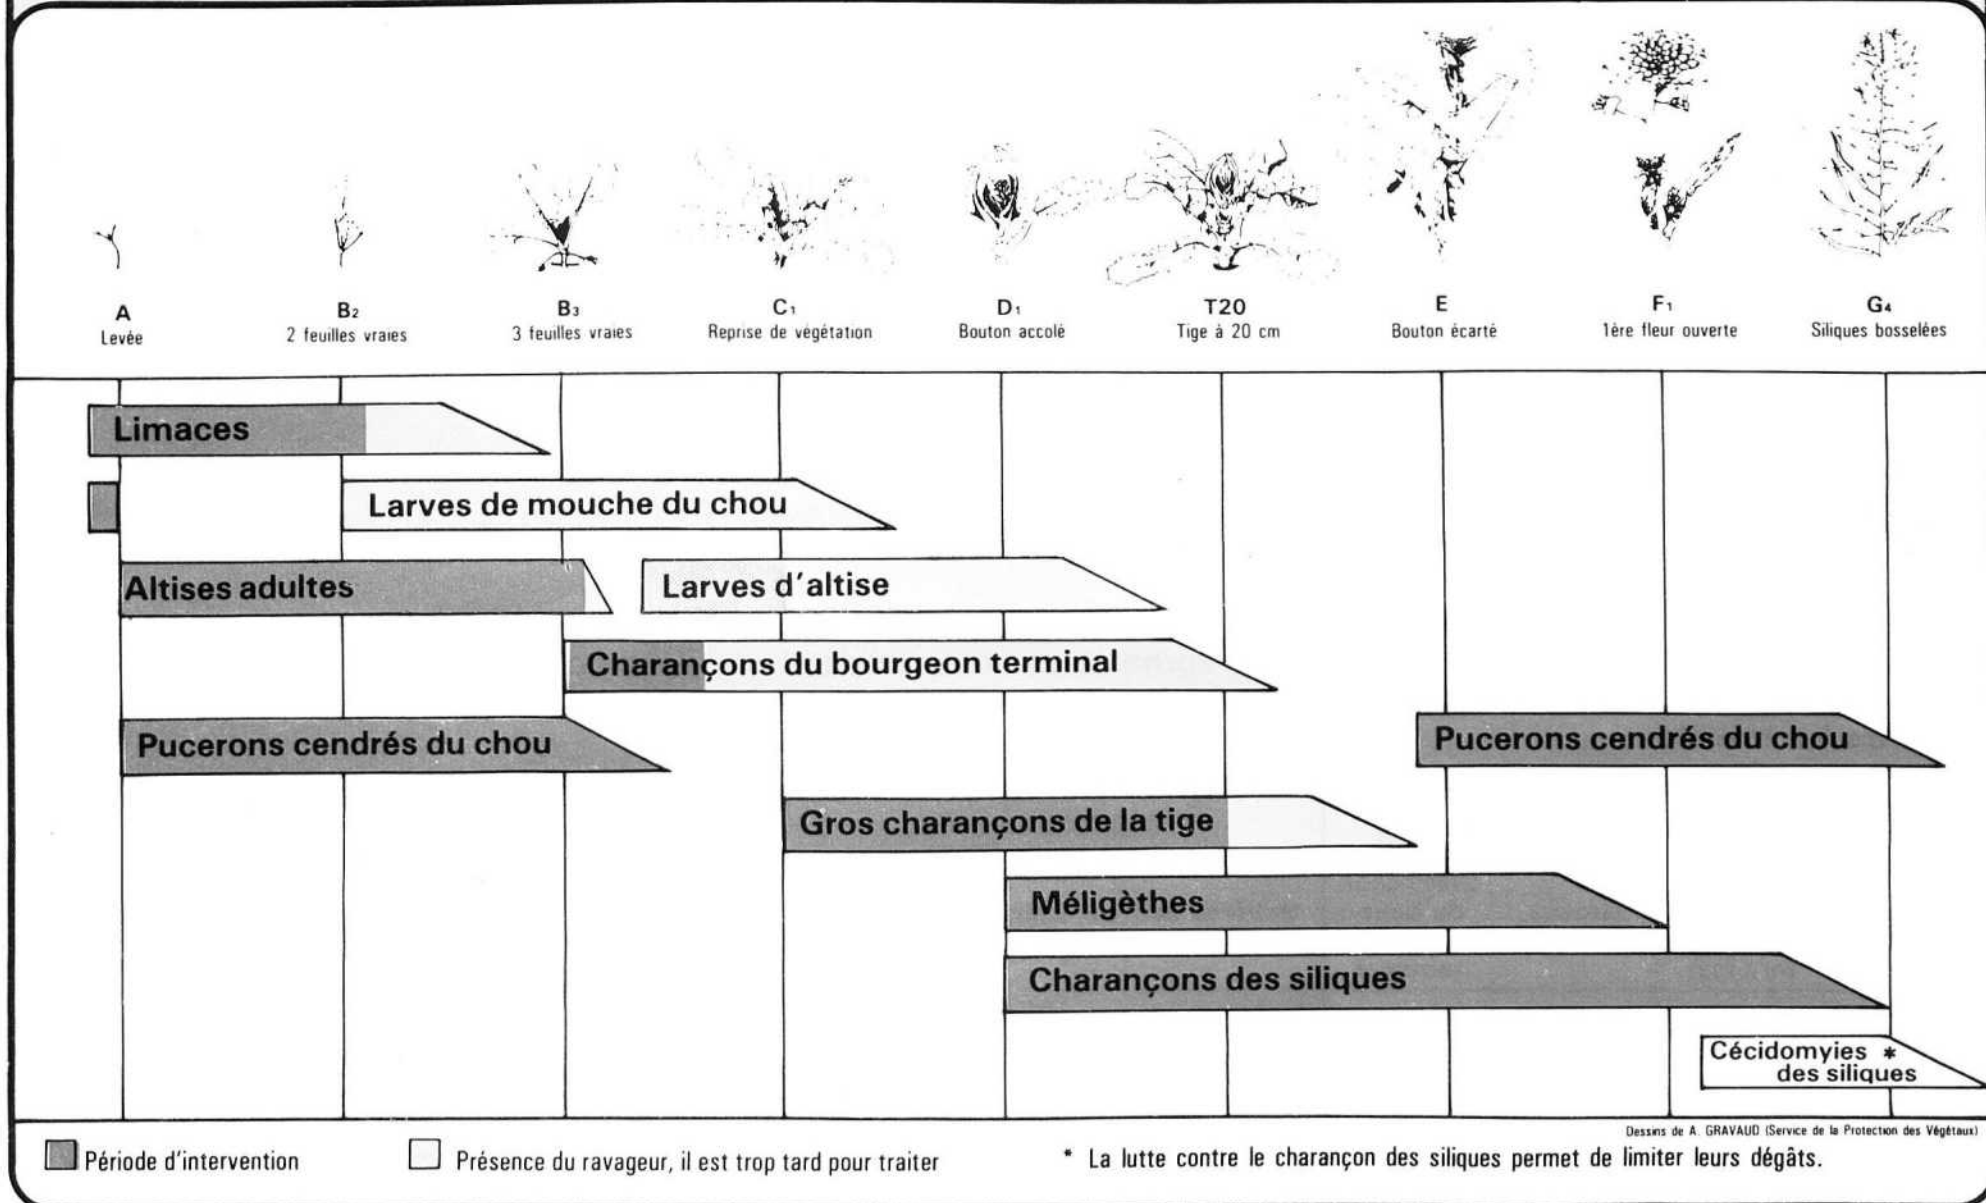 A
Levée
B2
2 feuilles vraies
B3
3 feuilles vraies
C1
Reprise de végétation
D1
Bouton accolé
T20
Tige à 20 cm
E
Bouton écarté
F1
1ère fleur ouverte
G4
Siliques bosselées
Limaces
Larves de mouche du chou
Altises adultes
Larves d'altise
Charançons du bourgeon terminal
Pucerons cendrés du chou
Pucerons cendrés du chou
Gros charançons de la tige
Méligèthes
Charançons des siliques
Cécidomyies *
des siliques
Dessins de A. GRAVAUD (Service de la Protection des Végétaux)
Période d'intervention
Présence du ravageur, il est trop tard pour traiter
* La lutte contre le charançon des siliques permet de limiter leurs dégâts.